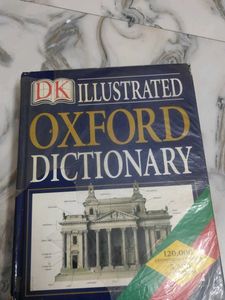 DK ILLUSTRATED
OXFORD
DICTIONARY
120,000